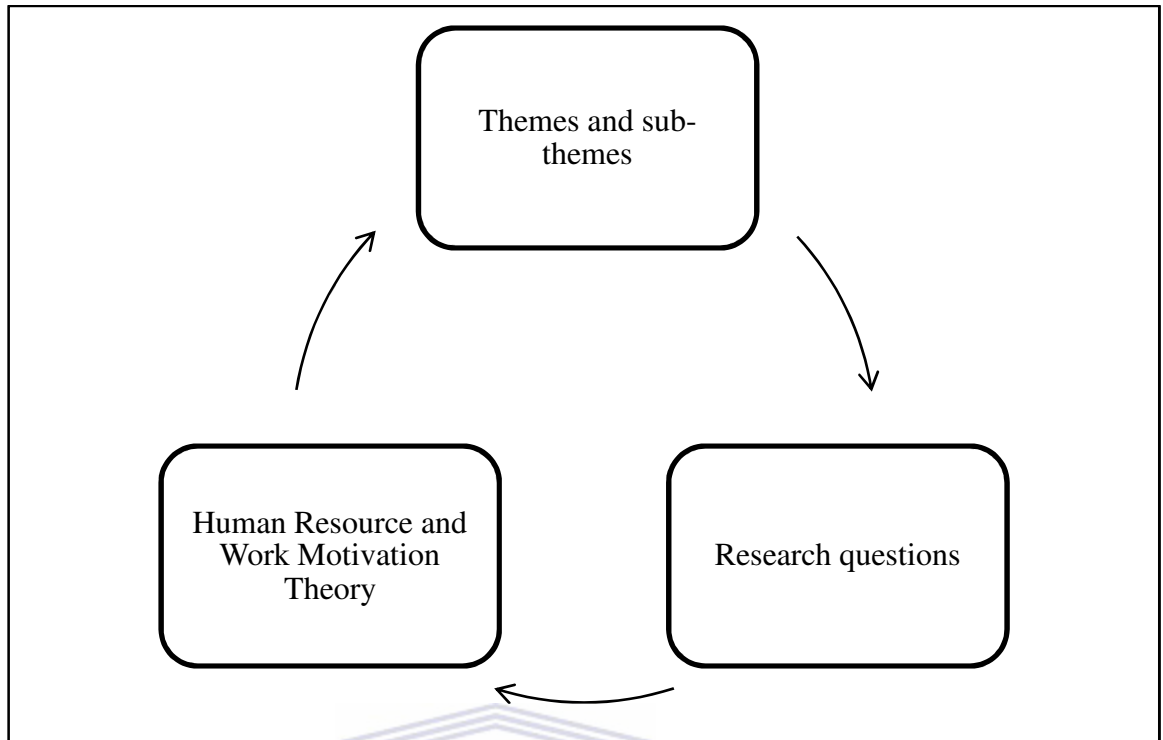 Themes and sub-
themes
Human Resource and
Work Motivation
Theory
Research questions